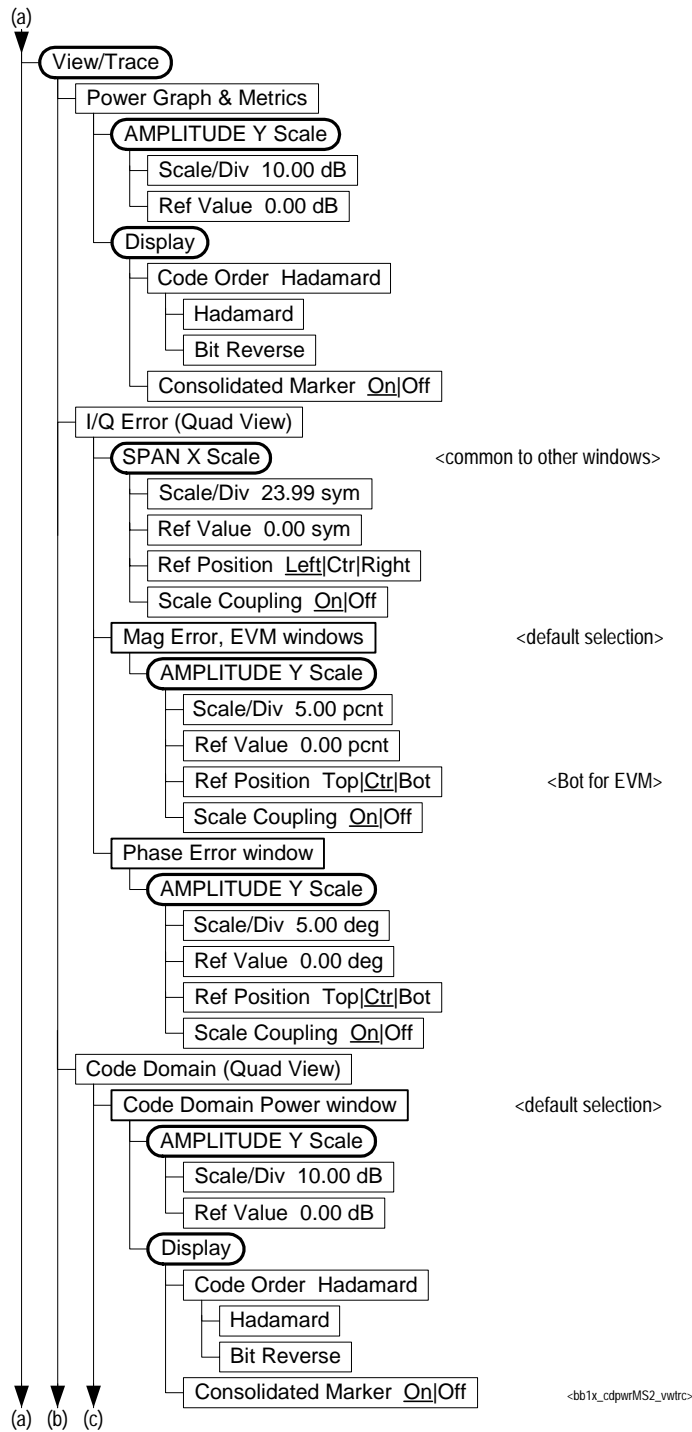 (a)
View/Trace
Power Graph & Metrics
AMPLITUDE Y Scale
Scale/Div 10.00 dB
Ref Value 0.00 dB
Display
Code Order Hadamard
Hadamard
Bit Reverse
Consolidated Marker On|Off
I/Q Error (Quad View)
SPAN X Scale <common to other windows>
Scale/Div 23.99 sym
Ref Value 0.00 sym
Ref Position Left|Ctr|Right
Scale Coupling On|Off
Mag Error, EVM windows <default selection>
AMPLITUDE Y Scale
Scale/Div 5.00 pcnt
Ref Value 0.00 pcnt
Ref Position Top|Ctr|Bot <Bot for EVM>
Scale Coupling On|Off
Phase Error window
AMPLITUDE Y Scale
Scale/Div 5.00 deg
Ref Value 0.00 deg
Ref Position Top|Ctr|Bot
Scale Coupling On|Off
Code Domain (Quad View)
Code Domain Power window <default selection>
AMPLITUDE Y Scale
Scale/Div 10.00 dB
Ref Value 0.00 dB
Display
Code Order Hadamard
Hadamard
Bit Reverse
Consolidated Marker On|Off <bb1x_cdpwrMS2_vwtrc>
(a) (b) (c)